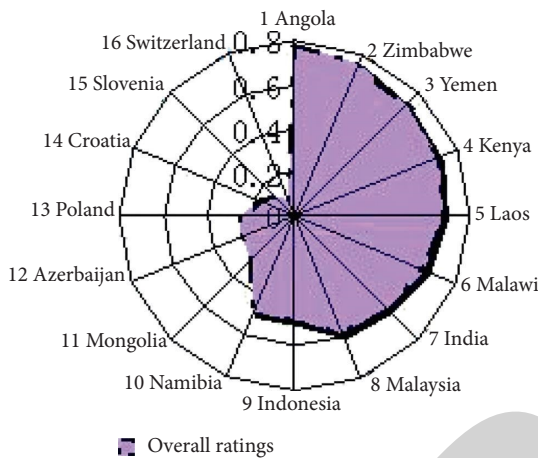 1 Angola
2 Zimbabwe
3 Yemen
4 Kenya
5 Laos
6 Malawi
7 India
8 Malaysia
9 Indonesia
10 Namibia
11 Mongolia
12 Azerbaijan
13 Poland
14 Croatia
15 Slovenia
16 Switzerland
0.8
0.6
0.4
0.2
0
Overall ratings